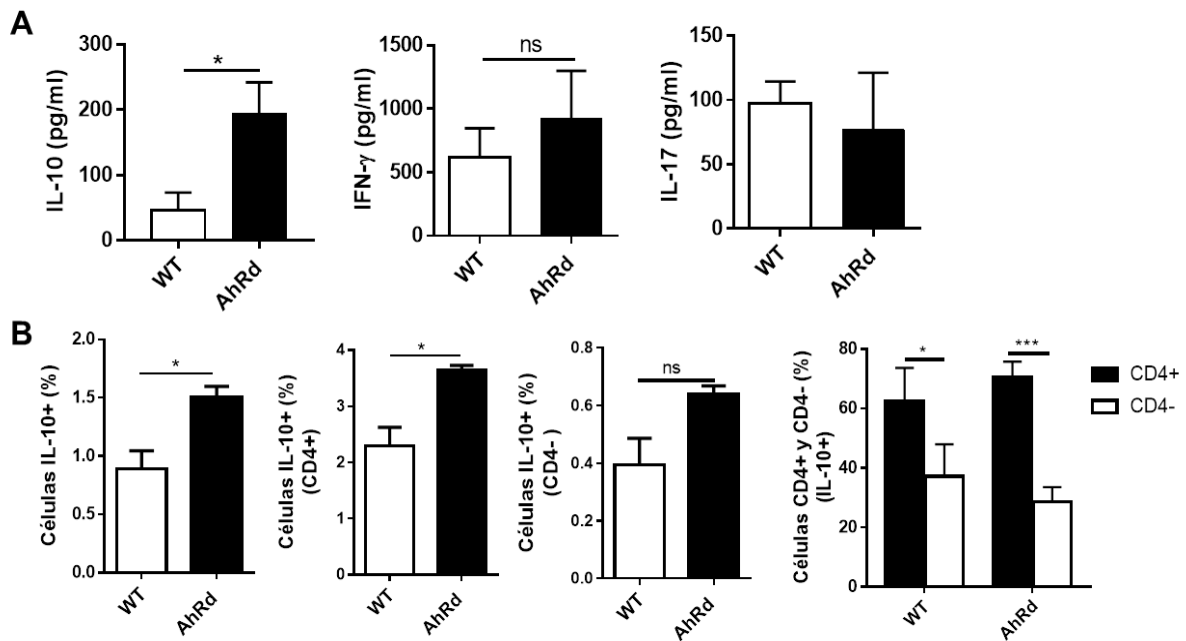 A
IL-10 (pg/ml)
300
200
100
0
*
WT
AhRd
IFN-γ (pg/ml)
1500
1000
500
0
ns
WT
AhRd
IL-17 (pg/ml)
150
100
50
0
WT
AhRd
B
Células IL-10+ (%)
2.0
1.5
1.0
0.5
0.0
*
WT
AhRd
Células IL-10+ (%)
(CD4+)
4
3
2
1
0
*
WT
AhRd
Células IL-10+ (%)
(CD4-)
0.8
0.6
0.4
0.2
0.0
ns
WT
AhRd
Células CD4+ y CD4- (%)
(IL-10+)
80
60
40
20
0
*
***
WT
AhRd
CD4+
CD4-